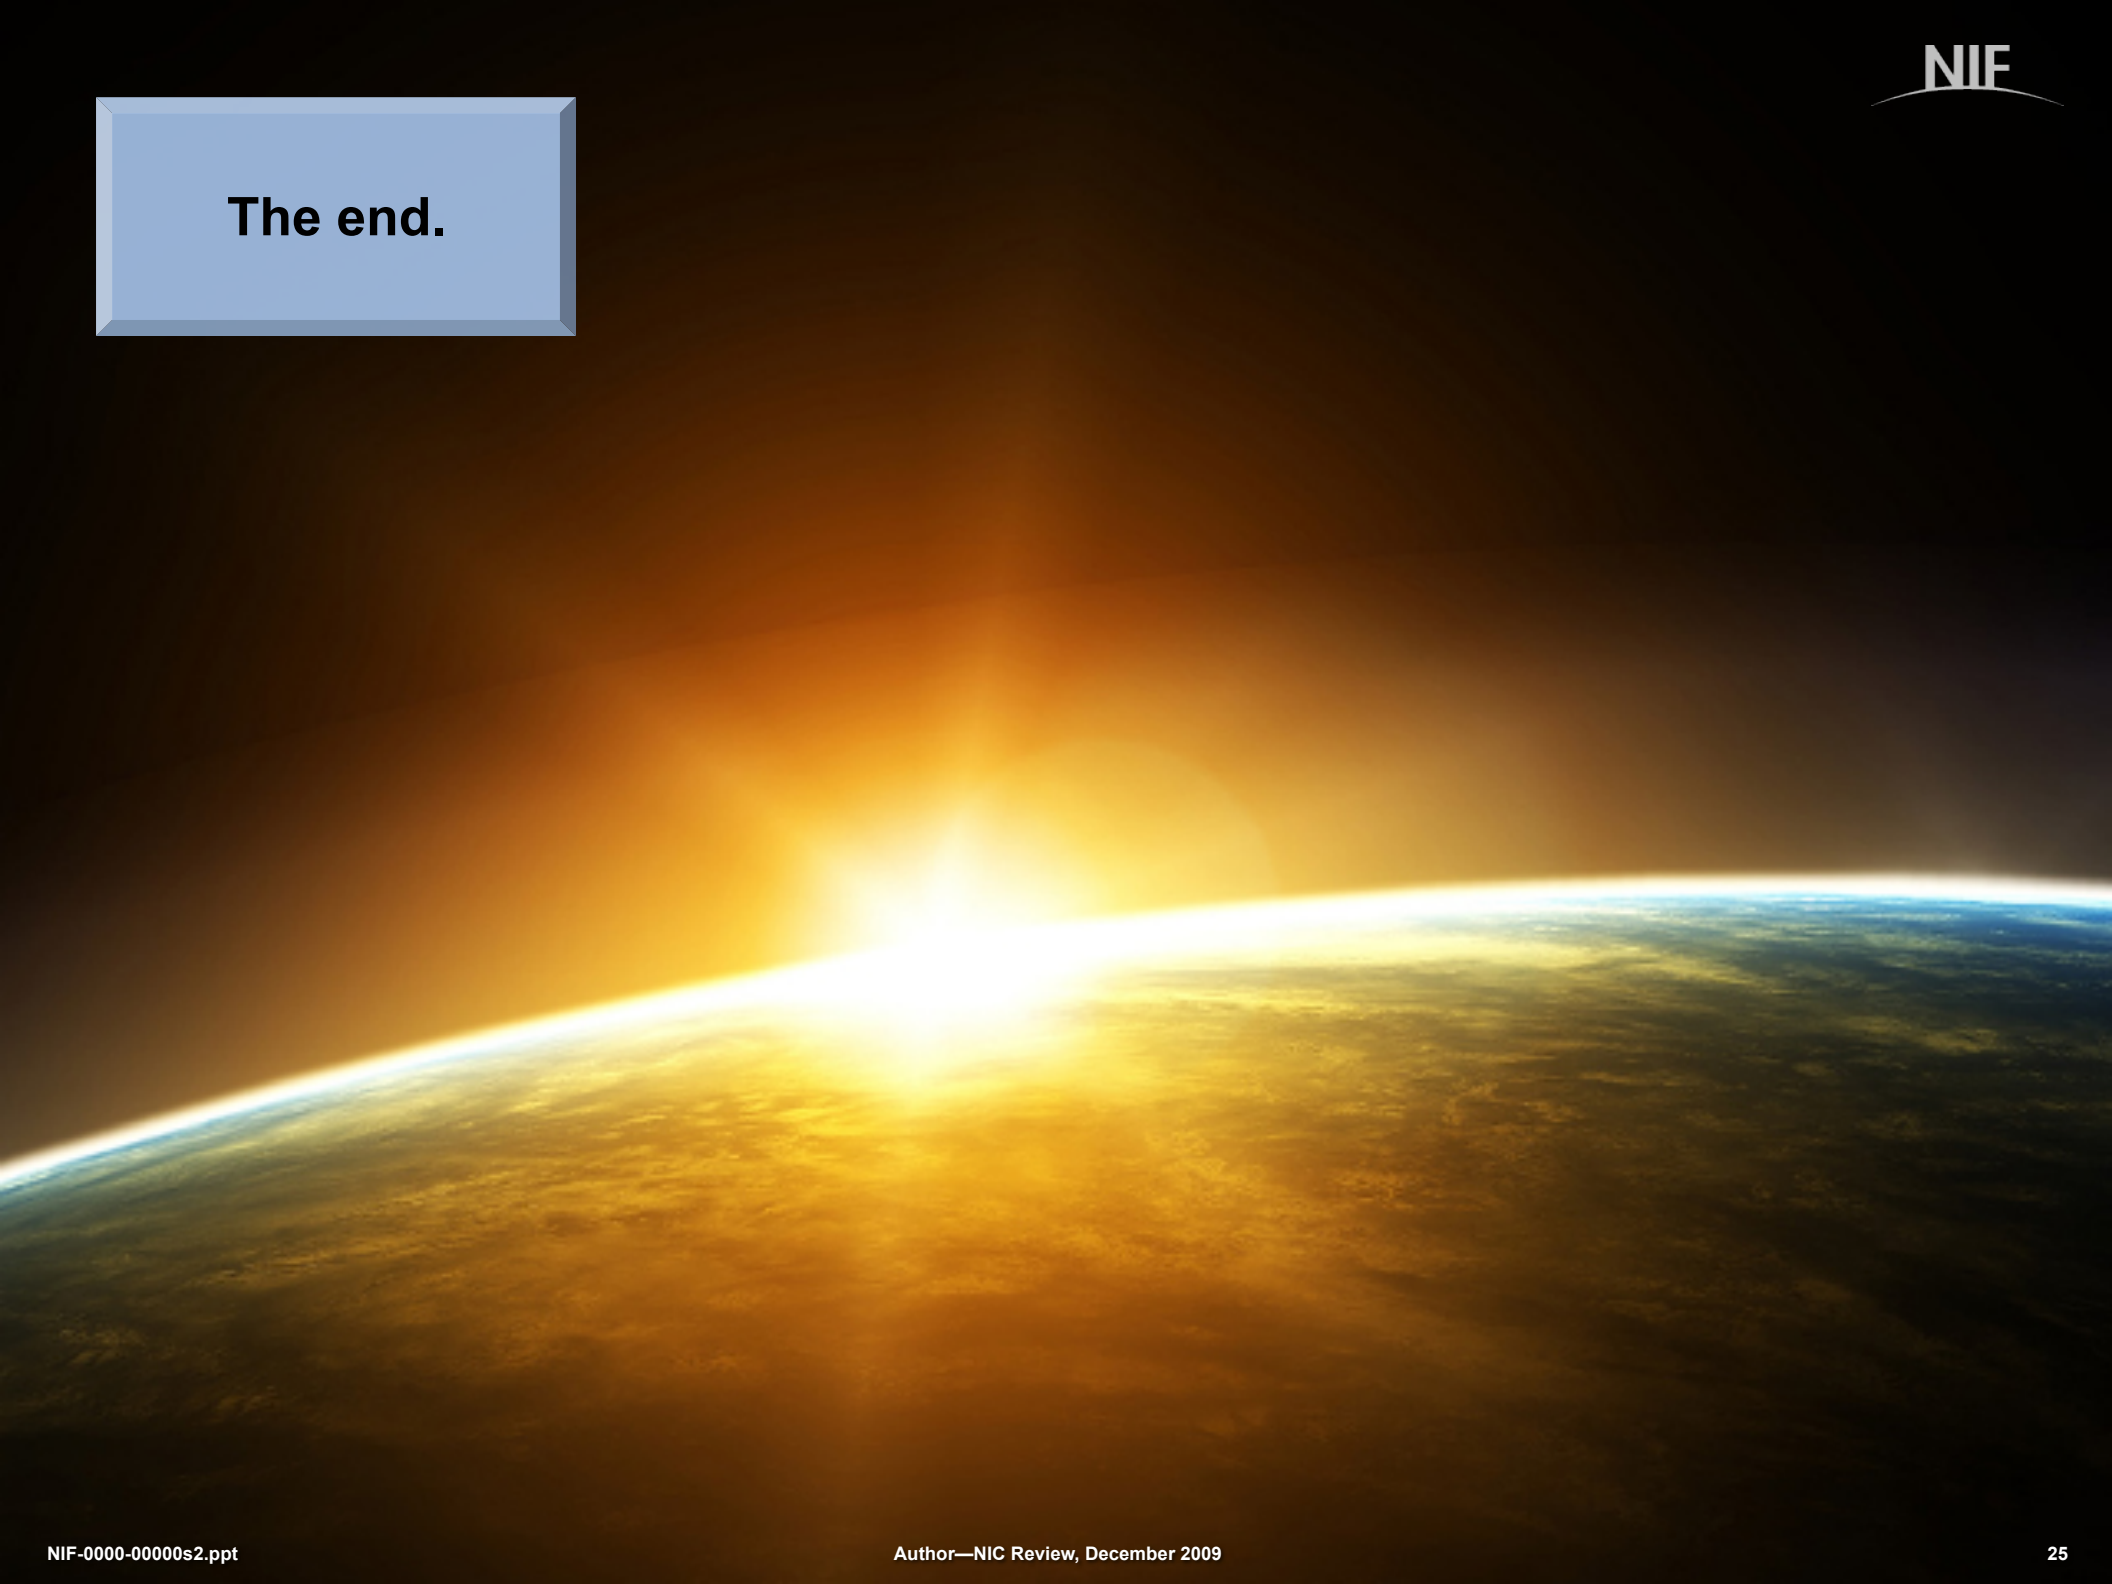 NIF
The end.
NIF-0000-00000s2.ppt
Author—NIC Review, December 2009
25